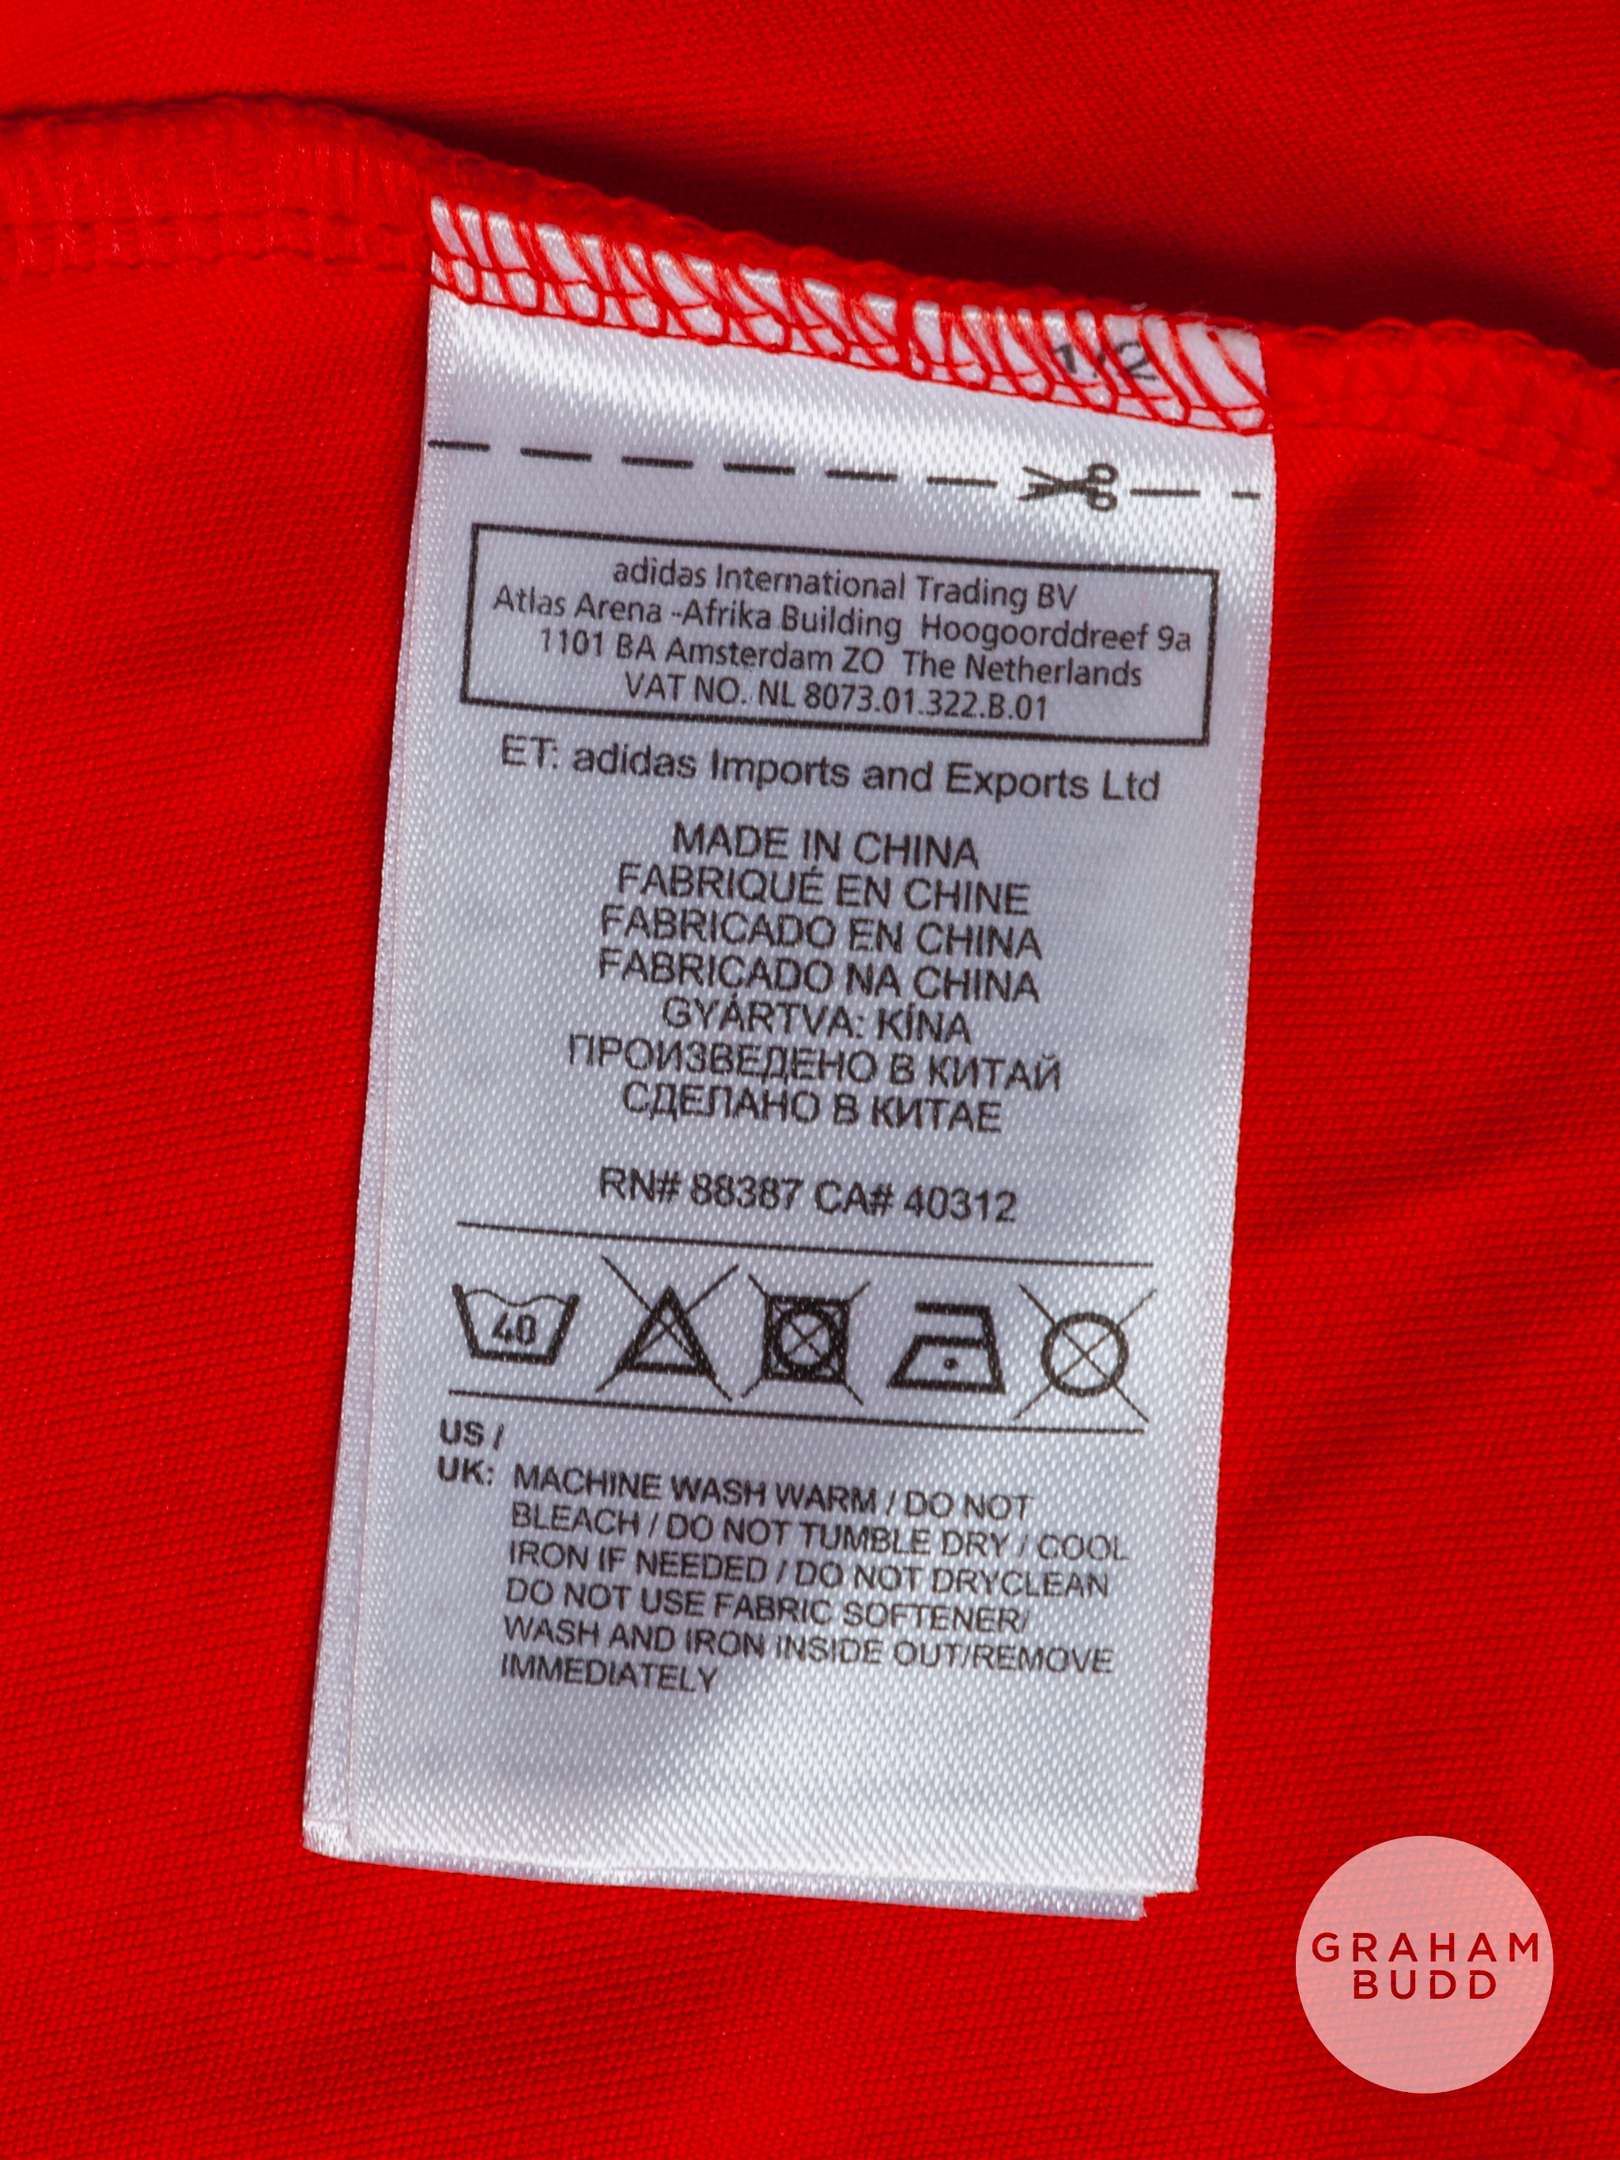 1/2
adidas International Trading BV
Atlas Arena -Afrika Building Hoogoorddreef 9a
1101 BA Amsterdam ZO The Netherlands
VAT NO. NL 8073.01.322.B.01
ET: adidas Imports and Exports Ltd
MADE IN CHINA
FABRIQUÉ EN CHINE
FABRICADO EN CHINA
FABRICADO NA CHINA
GYÁRTVA: KÍNA
ПРОИЗВЕДЕНО В КИТАЙ
СДЕЛАНО В КИТАЕ
RN# 88387 CA# 40312
40
US /
UK: MACHINE WASH WARM / DO NOT
BLEACH / DO NOT TUMBLE DRY / COOL
IRON IF NEEDED / DO NOT DRYCLEAN
DO NOT USE FABRIC SOFTENER/
WASH AND IRON INSIDE OUT/REMOVE
IMMEDIATELY
GRAHAM
BUDD